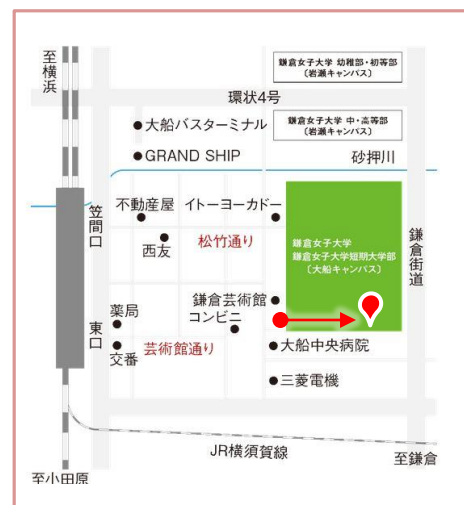 至横浜
鎌倉女子大学 幼稚部・初等部
〔岩瀬キャンパス〕
環状4号
大船バスターミナル
鎌倉女子大学 中・高等部
〔岩瀬キャンパス〕
GRAND SHIP
砂押川
笠間口
不動産屋
イトーヨーカドー
鎌倉街道
西友
松竹通り
鎌倉女子大学
鎌倉女子大学短期大学部
〔大船キャンパス〕
鎌倉芸術館
薬局
コンビニ
東口
交番
芸術館通り
大船中央病院
三菱電機
JR横須賀線
至鎌倉
至小田原